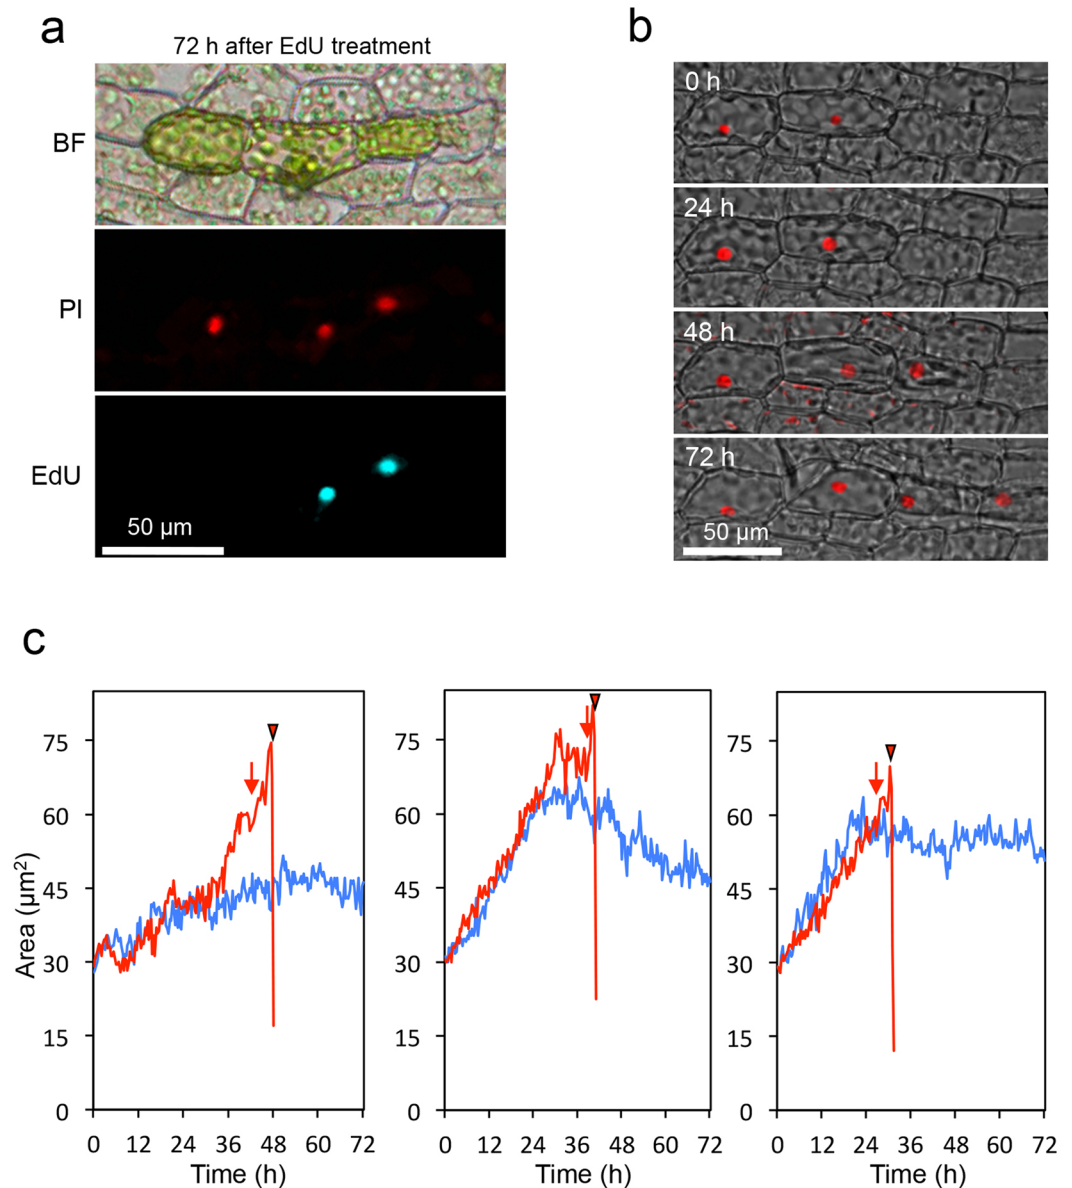 a
72 h after EdU treatment
BF
PI
EdU
50 µm
b
0 h
24 h
48 h
72 h
50 µm
c
Area (µm²)
75
60
45
30
15
0
0 12 24 36 48 60 72
Time (h)
75
60
45
30
15
0
0 12 24 36 48 60 72
Time (h)
75
60
45
30
15
0
0 12 24 36 48 60 72
Time (h)